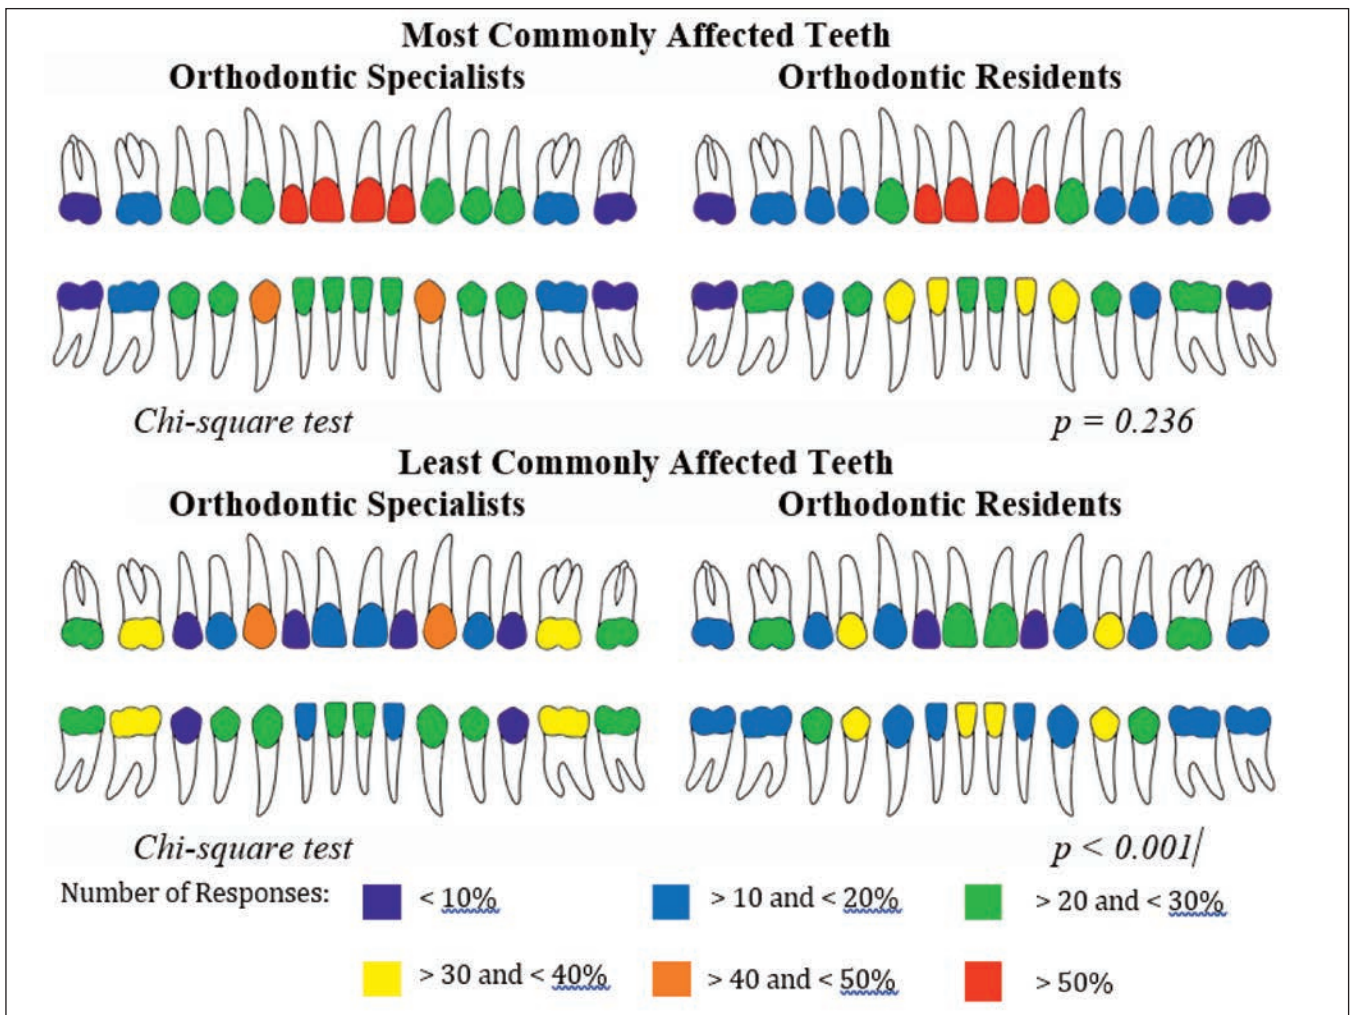 Most Commonly Affected Teeth
Orthodontic Specialists
Orthodontic Residents
Chi-square test
p = 0.236
Least Commonly Affected Teeth
Orthodontic Specialists
Orthodontic Residents
Chi-square test
p < 0.001/
Number of Responses:
< 10%
> 10 and < 20%
> 20 and < 30%
> 30 and < 40%
> 40 and < 50%
> 50%